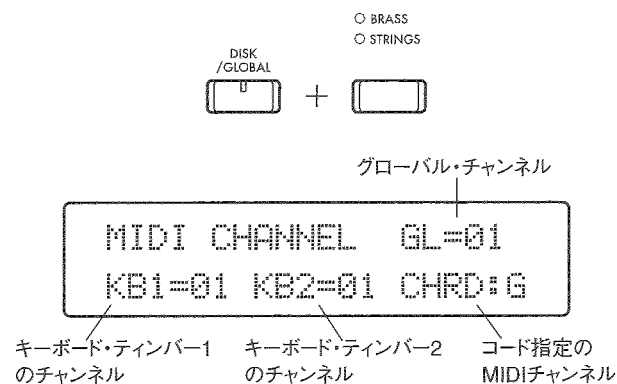 ○ BRASS
○ STRINGS
DISK
/GLOBAL
+
グローバル・チャンネル
MIDI CHANNEL GL=01
KB1=01 KB2=01 CHRD:G
キーボード・ティンバー1
のチャンネル
キーボード・ティンバー2
のチャンネル
コード指定の
MIDIチャンネル